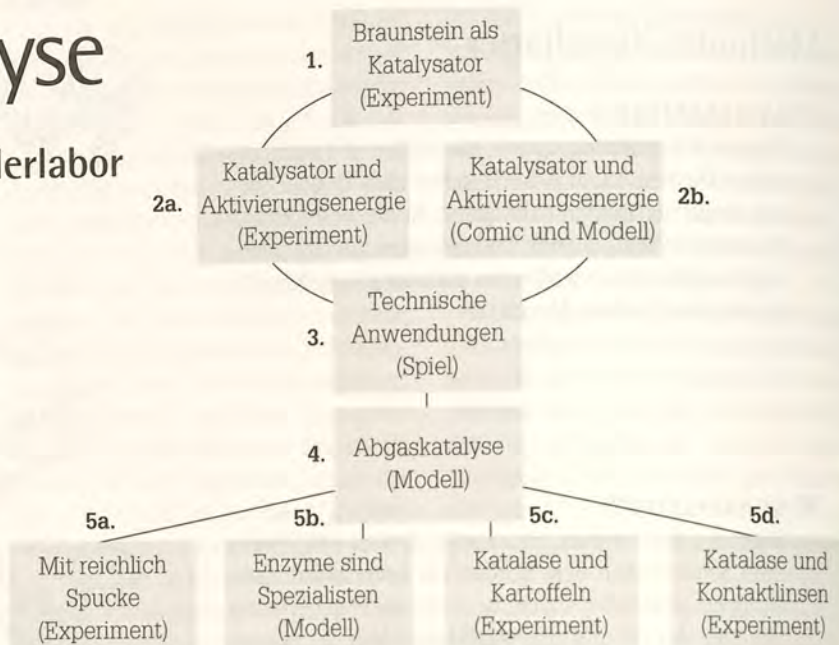 yse
lerlabor
1.
Braunstein als
Katalysator
(Experiment)
2a.
Katalysator und
Aktivierungsenergie
(Experiment)
Katalysator und
Aktivierungsenergie
(Comic und Modell)
2b.
3.
Technische
Anwendungen
(Spiel)
4.
Abgaskatalyse
(Modell)
5a.
Mit reichlich
Spucke
(Experiment)
5b.
Enzyme sind
Spezialisten
(Modell)
5c.
Katalase und
Kartoffeln
(Experiment)
5d.
Katalase und
Kontaktlinsen
(Experiment)